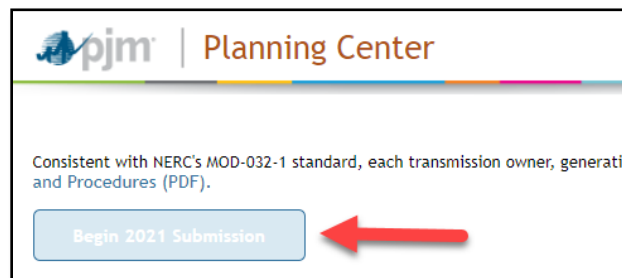 pjm | Planning Center
Consistent with NERC's MOD-032-1 standard, each transmission owner, generati
and Procedures (PDF).
Begin 2021 Submission